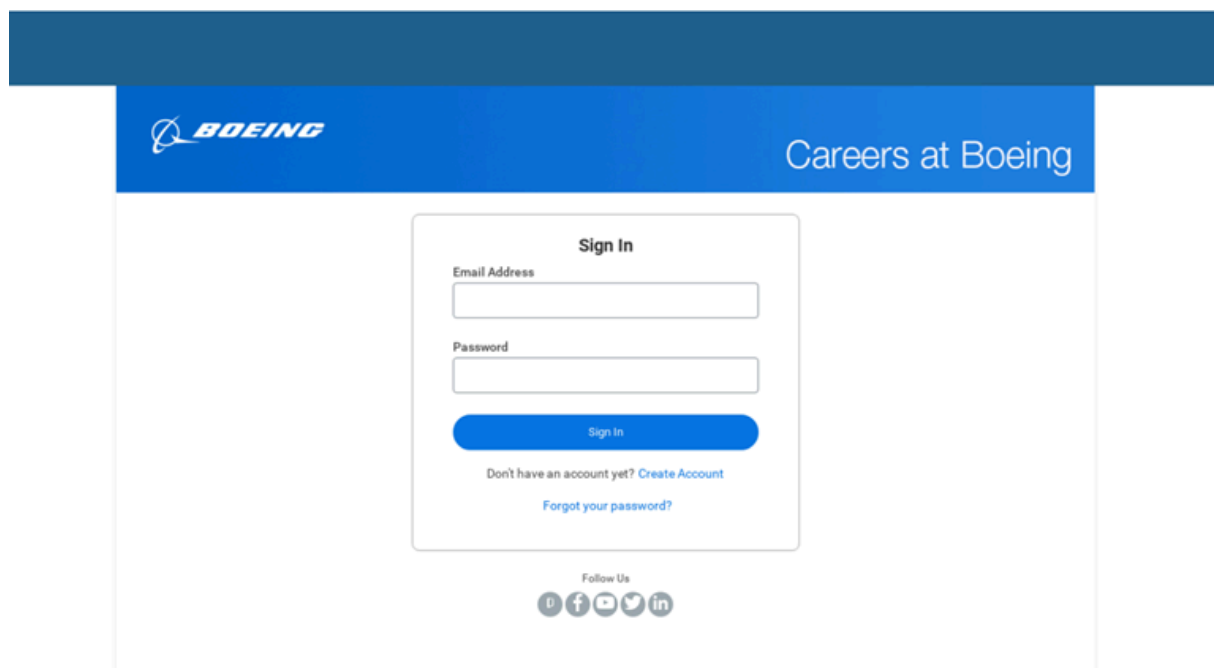 BOEING
Careers at Boeing
Sign In
Email Address
Password
Sign In
Don't have an account yet? Create Account
Forgot your password?
Follow Us